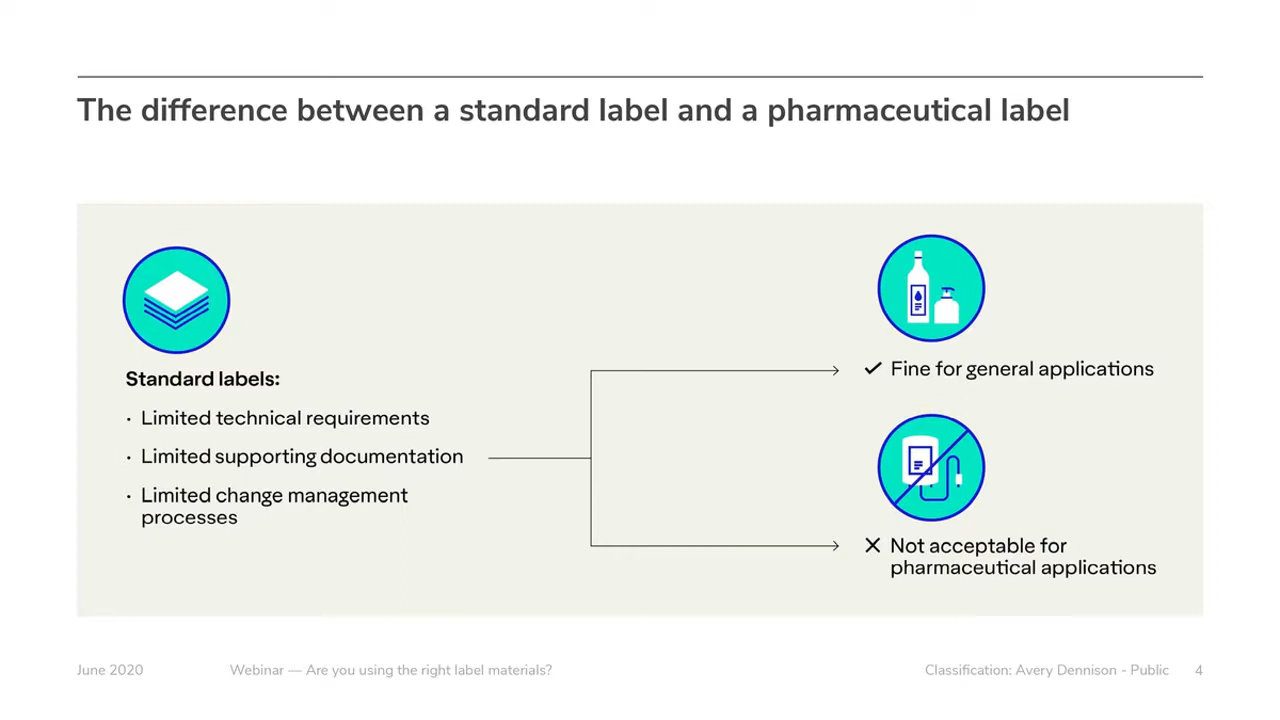 The difference between a standard label and a pharmaceutical label
Standard labels:
· Limited technical requirements
· Limited supporting documentation
· Limited change management
processes
✓ Fine for general applications
✕ Not acceptable for
pharmaceutical applications
June 2020
Webinar — Are you using the right label materials?
Classification: Avery Dennison - Public
4